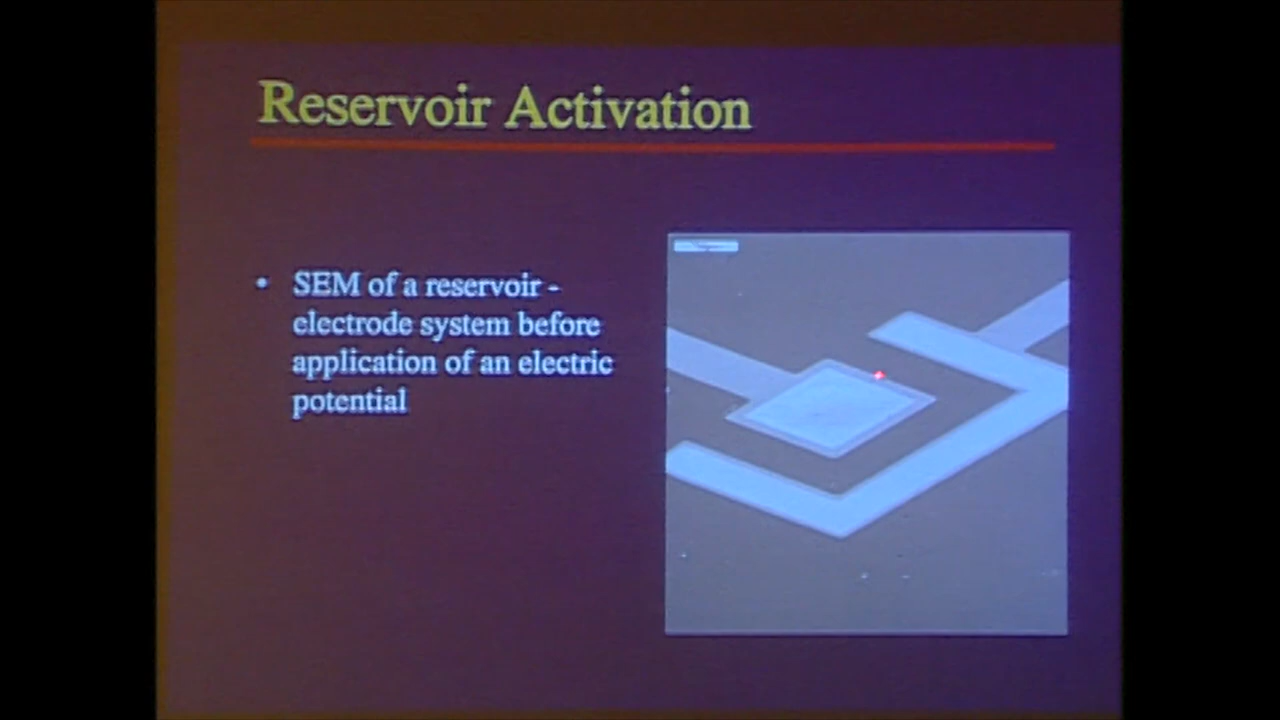 Reservoir Activation
• SEM of a reservoir -
electrode system before
application of an electric
potential